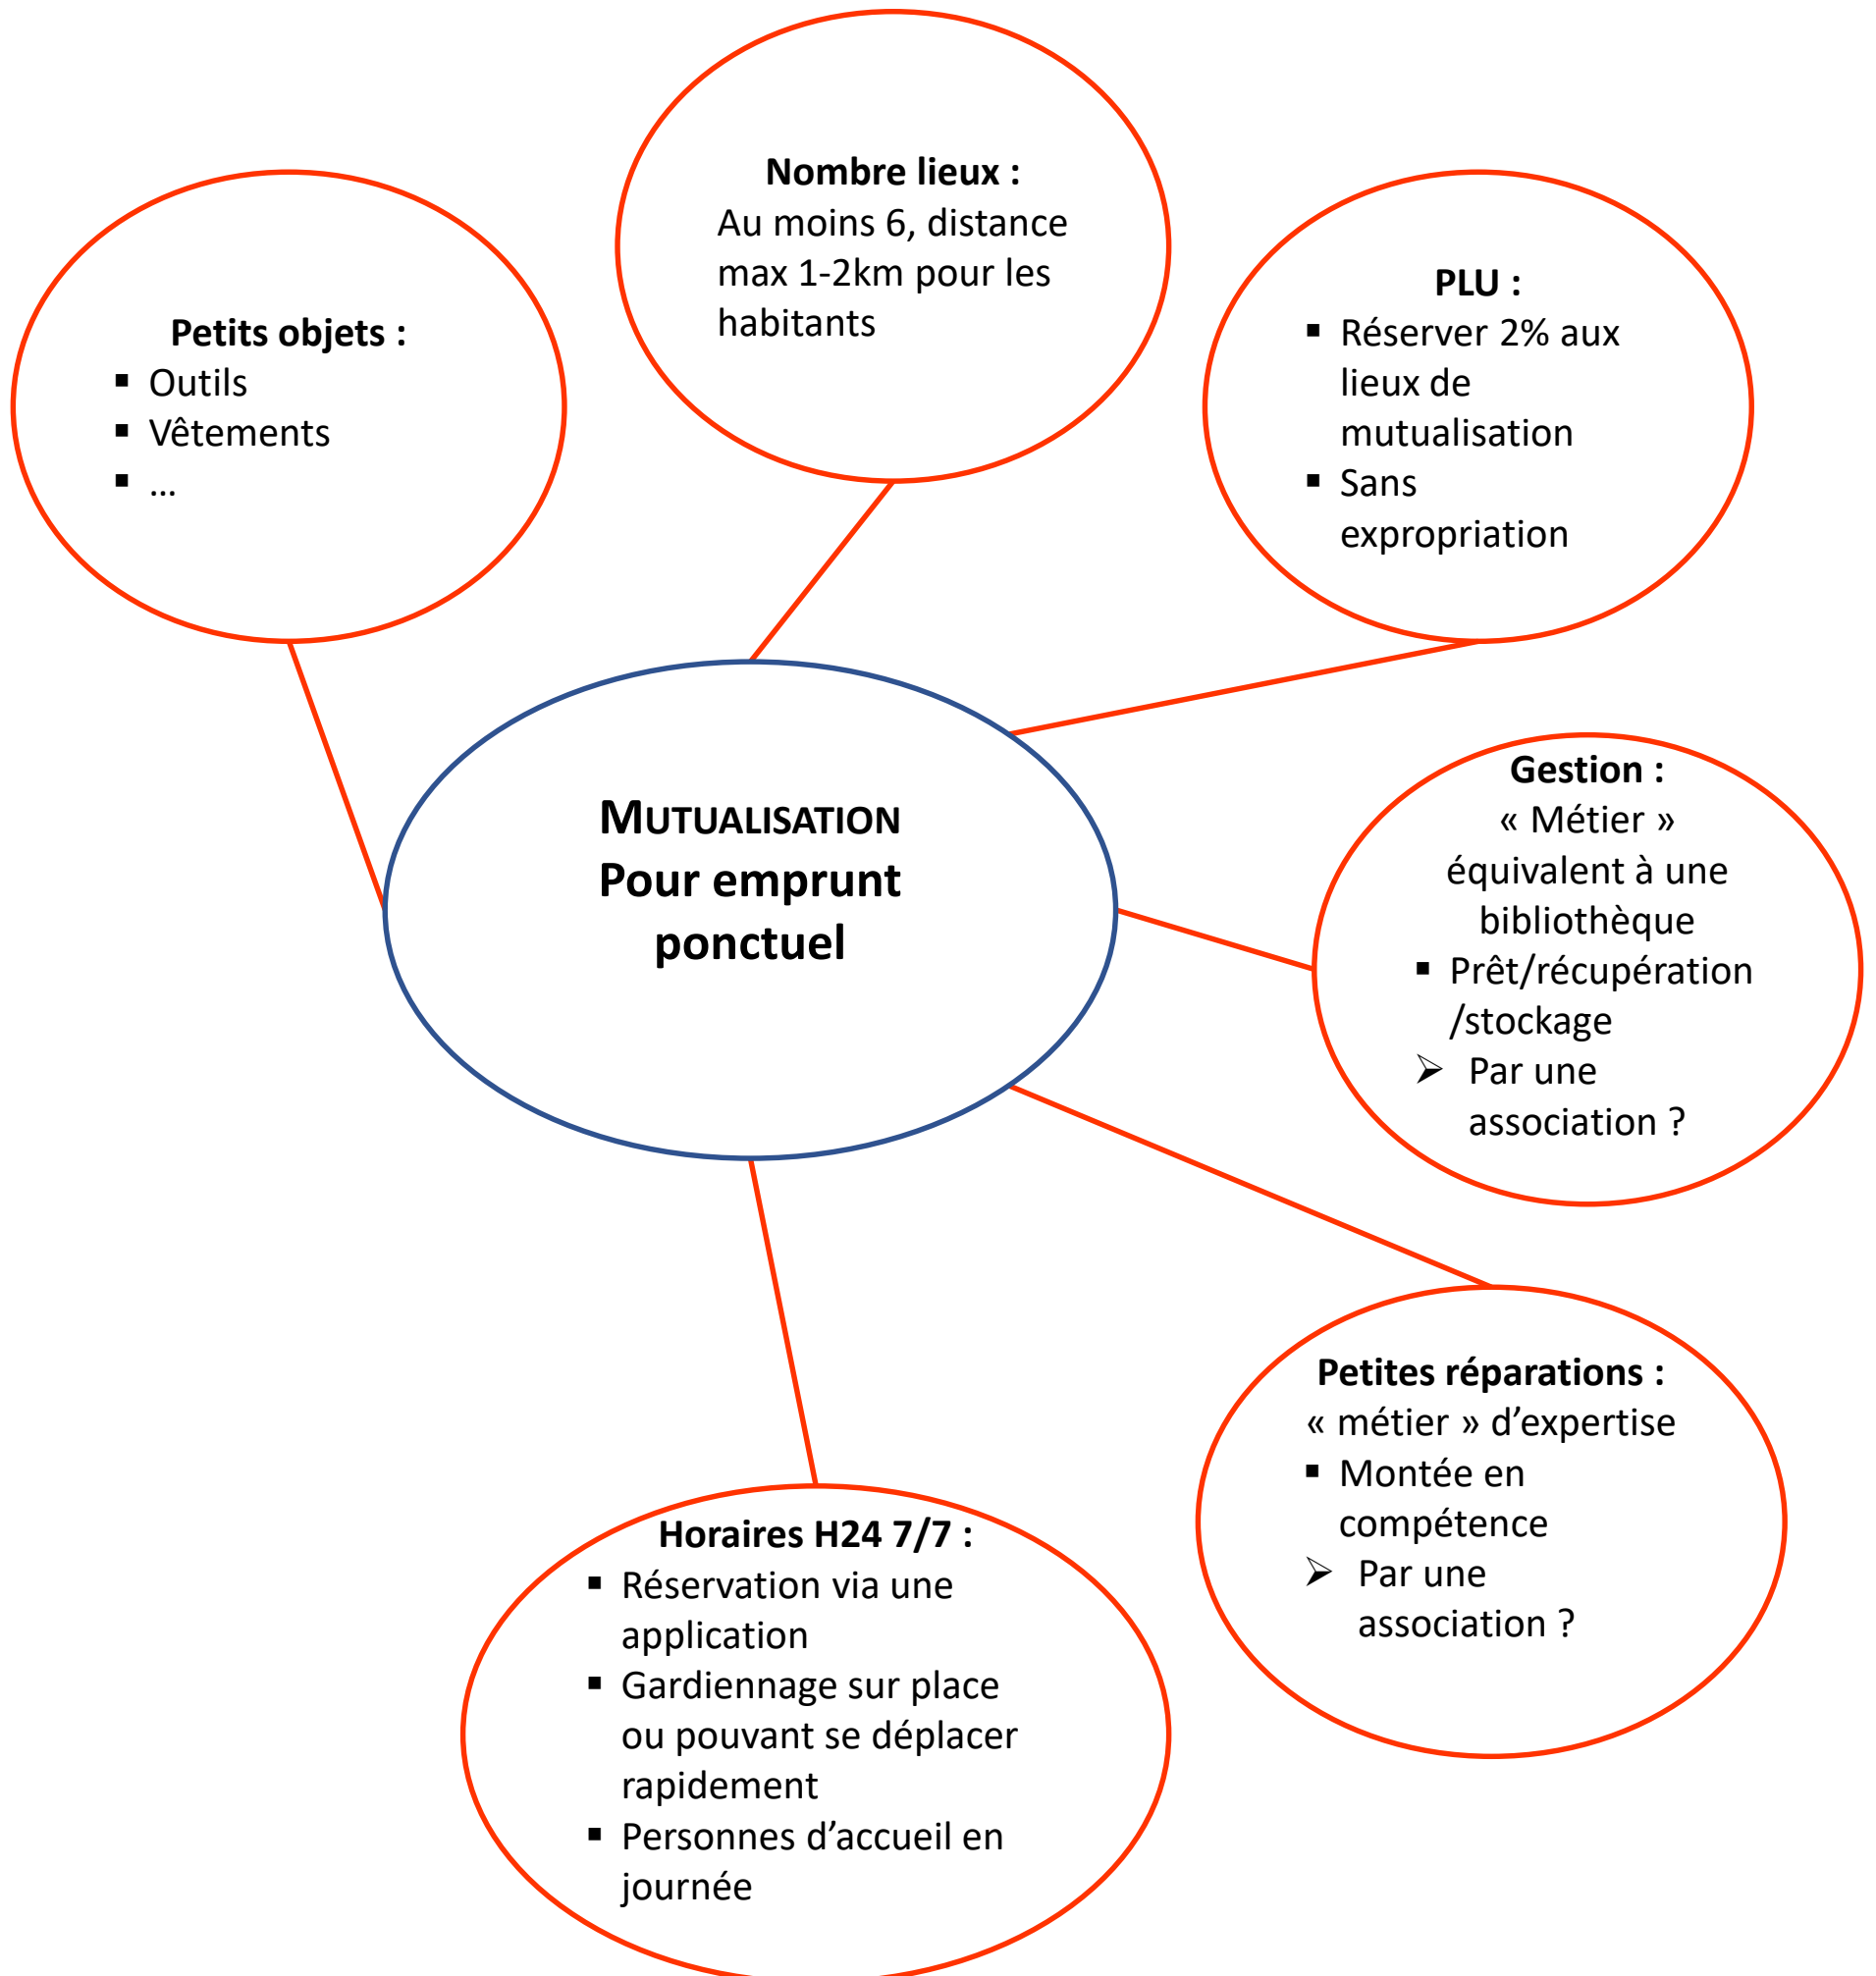 Nombre lieux :
Au moins 6, distance
max 1-2km pour les
habitants
Petits objets :
▪ Outils
▪ Vêtements
▪ …
PLU :
▪ Réserver 2% aux
lieux de
mutualisation
▪ Sans
expropriation
MUTUALISATION
Pour emprunt
ponctuel
Gestion :
« Métier »
équivalent à une
bibliothèque
▪ Prêt/récupération
/stockage
➢ Par une
association ?
Petites réparations :
« métier » d’expertise
▪ Montée en
compétence
➢ Par une
association ?
Horaires H24 7/7 :
▪ Réservation via une
application
▪ Gardiennage sur place
ou pouvant se déplacer
rapidement
▪ Personnes d’accueil en
journée